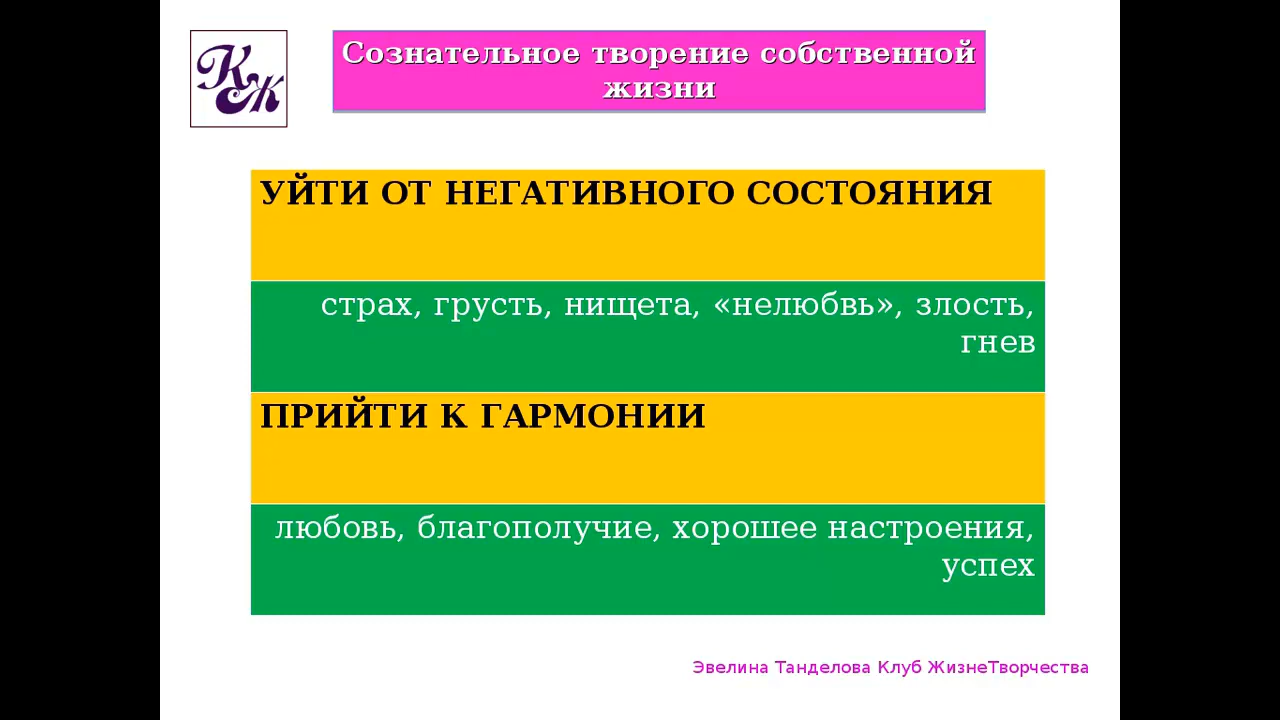 КЖ
Сознательное творение собственной
жизни
УЙТИ ОТ НЕГАТИВНОГО СОСТОЯНИЯ
страх, грусть, нищета, «нелюбвь», злость,
гнев
ПРИЙТИ К ГАРМОНИИ
любовь, благополучие, хорошее настроения,
успех
Эвелина Танделова Клуб ЖизнеТворчества